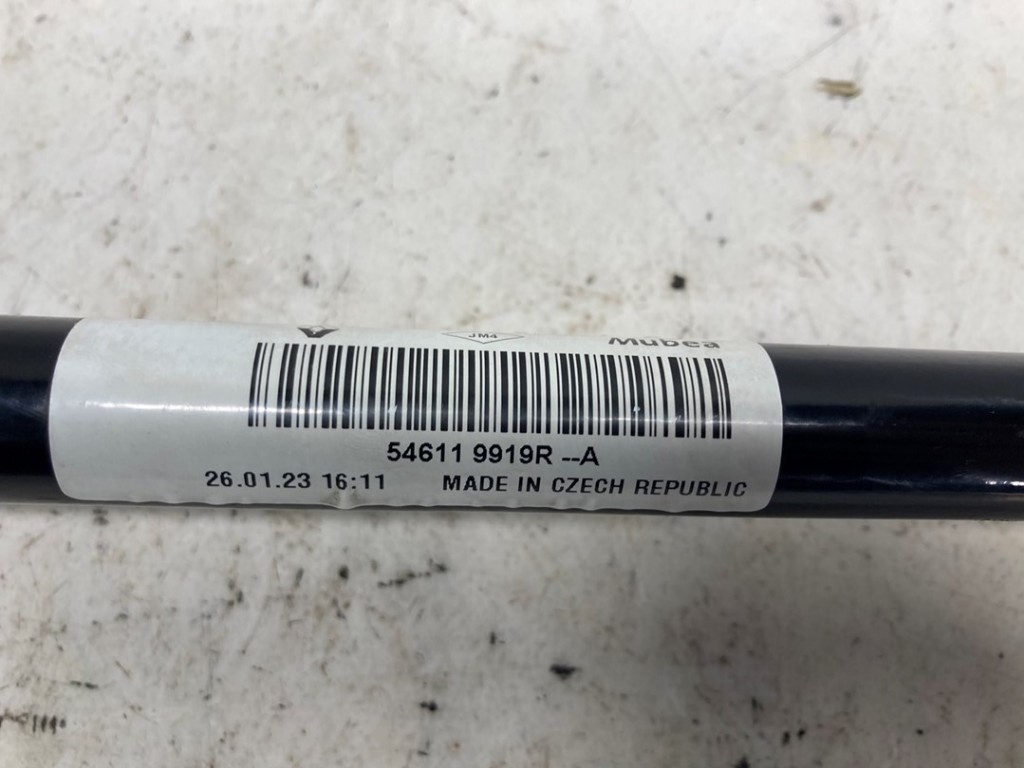 JM4 Mubea
54611 9919R --A
26.01.23 16:11 MADE IN CZECH REPUBLIC